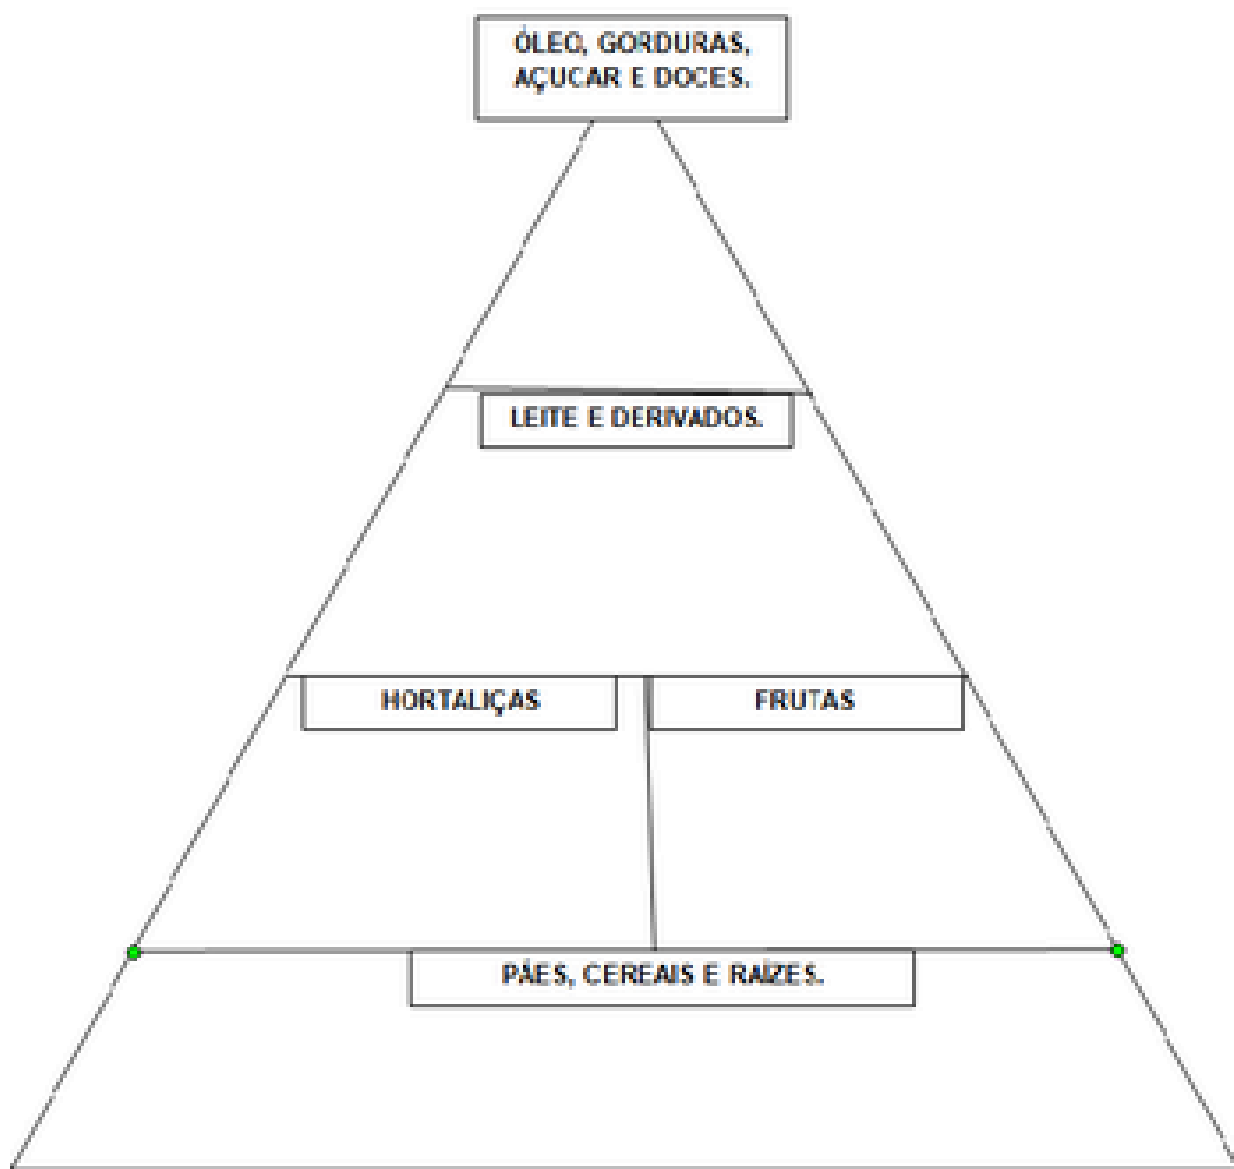 ÓLEO, GORDURAS,
AÇUCAR E DOCES.
LEITE E DERIVADOS.
HORTALIÇAS
FRUTAS
PÃES, CEREAIS E RAÍZES.